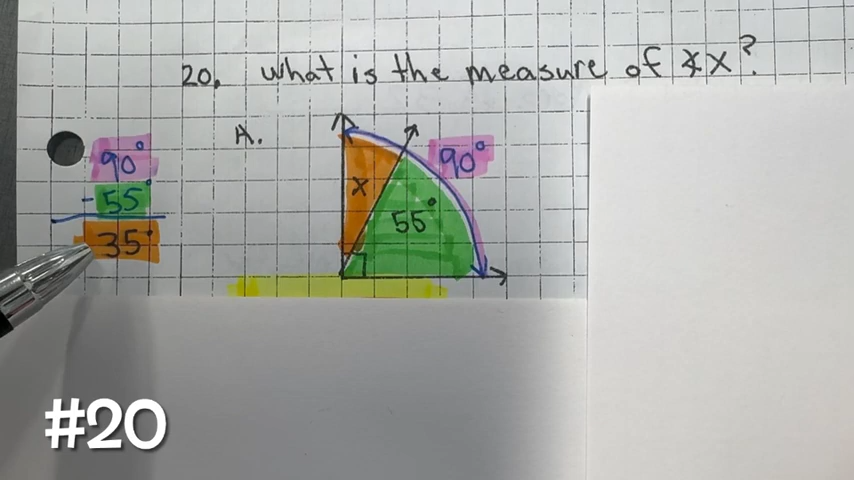 20. What is the measure of ∡x?
A.
90°
- 55°
35°
x
55°
90°
#20